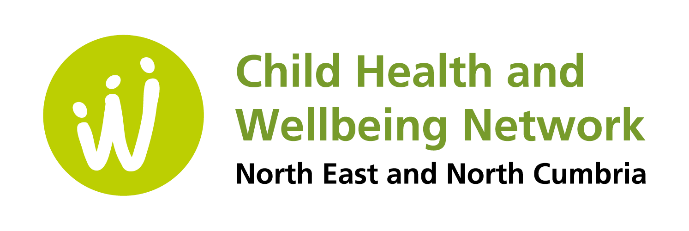 Child Health and
Wellbeing Network
North East and North Cumbria